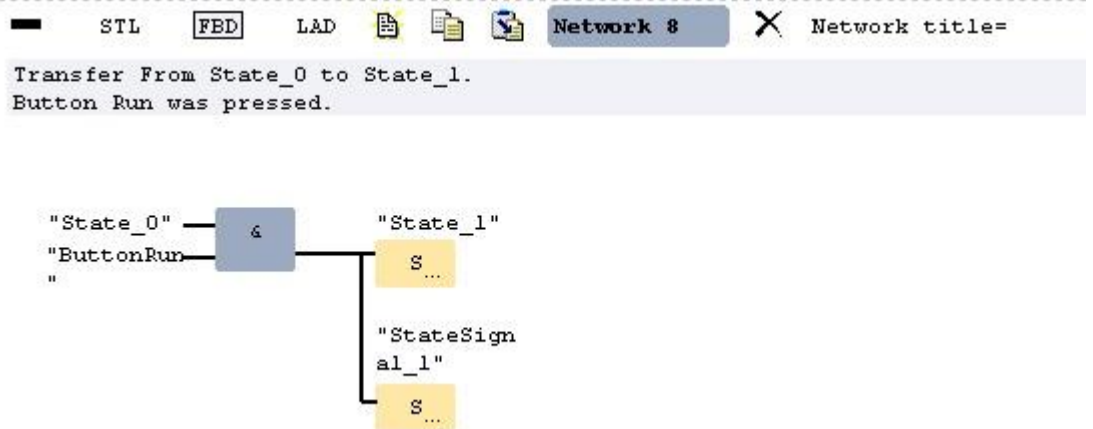 STL FBD LAD Network 8 Network title=
Transfer From State_0 to State_1.
Button Run was pressed.
"State_0" & "State_1"
"ButtonRun
"
S...
"StateSign
al_1"
S...